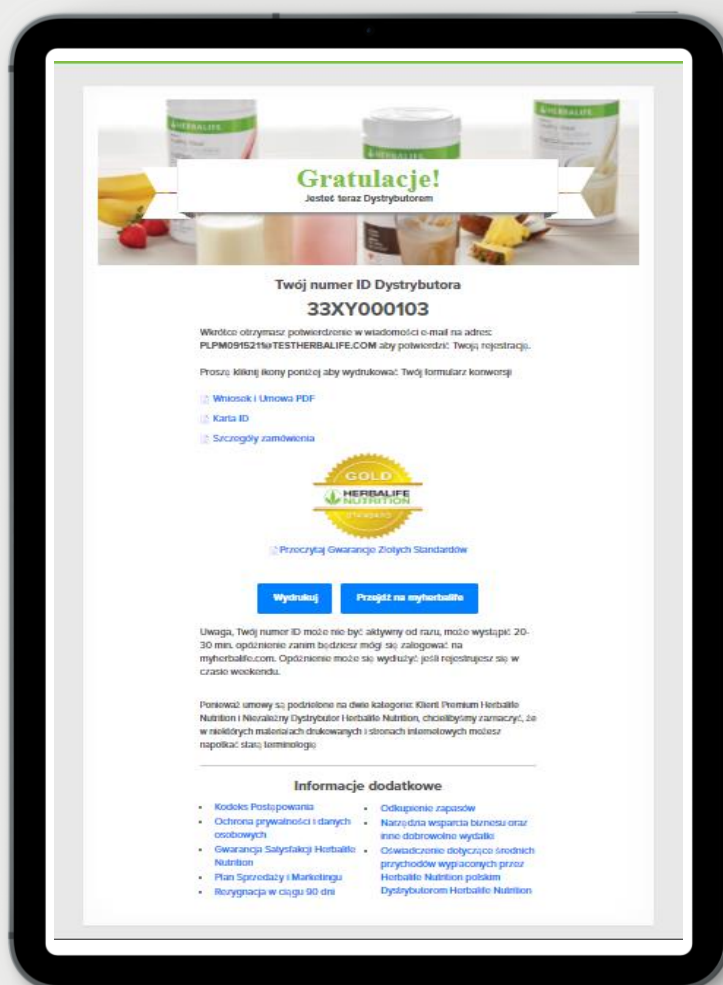 HERBALIFE
HERBALIFE
HERBALIFE
Gratulacje!
Jesteś teraz Dystrybutorem
Twój numer ID Dystrybutora
33XY000103
Wkrótce otrzymasz potwierdzenie w wiadomości e-mail na adres:
PLPM0915211@TESTHERBALIFE.COM aby potwierdzić Twoją rejestrację.
Proszę kliknij ikony poniżej aby wydrukować Twój formularz konwersji
Wniosek i Umowa PDF
Karta ID
Szczegóły zamówienia
GOLD
HERBALIFE
NUTRITION
STANDARD
Przeczytaj Gwarancje Złotych Standardów
Wydrukuj
Przejdź na myherbalife
Uwaga, Twój numer ID może nie być aktywny od razu, może wystąpić 20-
30 min. opóźnienie zanim będziesz mógł się zalogować na
myherbalife.com. Opóźnienie może się wydłużyć jeśli rejestrujesz się w
czasie weekendu.
Ponieważ umowy są podzielone na dwie kategorie: Klient Premium Herbalife
Nutrition i Niezależny Dystrybutor Herbalife Nutrition, chcielibyśmy zaznaczyć, że
w niektórych materiałach drukowanych i stronach internetowych możesz
napotkać starą terminologię
Informacje dodatkowe
Kodeks Postępowania
Ochrona prywatności i danych
osobowych
Gwarancja Satysfakcji Herbalife
Nutrition
Plan Sprzedaży i Marketingu
Rezygnacja w ciągu 90 dni
Odkupienie zapasów
Narzędzia wsparcia biznesu oraz
inne dobrowolne wydatki
Oświadczenie dotyczące średnich
przychodów wypłaconych przez
Herbalife Nutrition polskim
Dystrybutorom Herbalife Nutrition